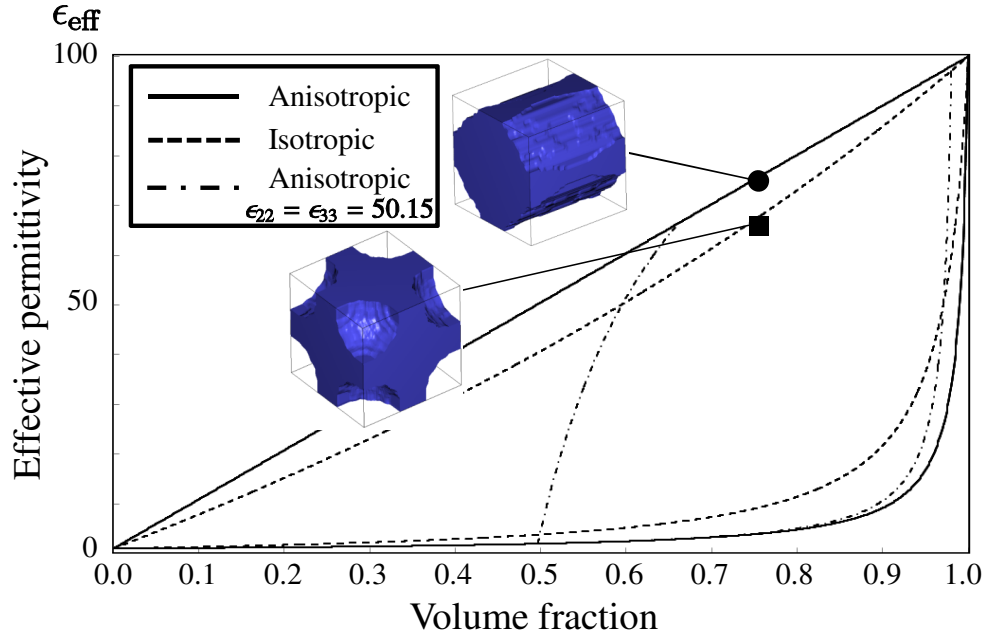 ϵeff
100
50
0
Effective permittivity
Anisotropic
Isotropic
Anisotropic
ϵ22 = ϵ33 = 50.15
0.0 0.1 0.2 0.3 0.4 0.5 0.6 0.7 0.8 0.9 1.0
Volume fraction